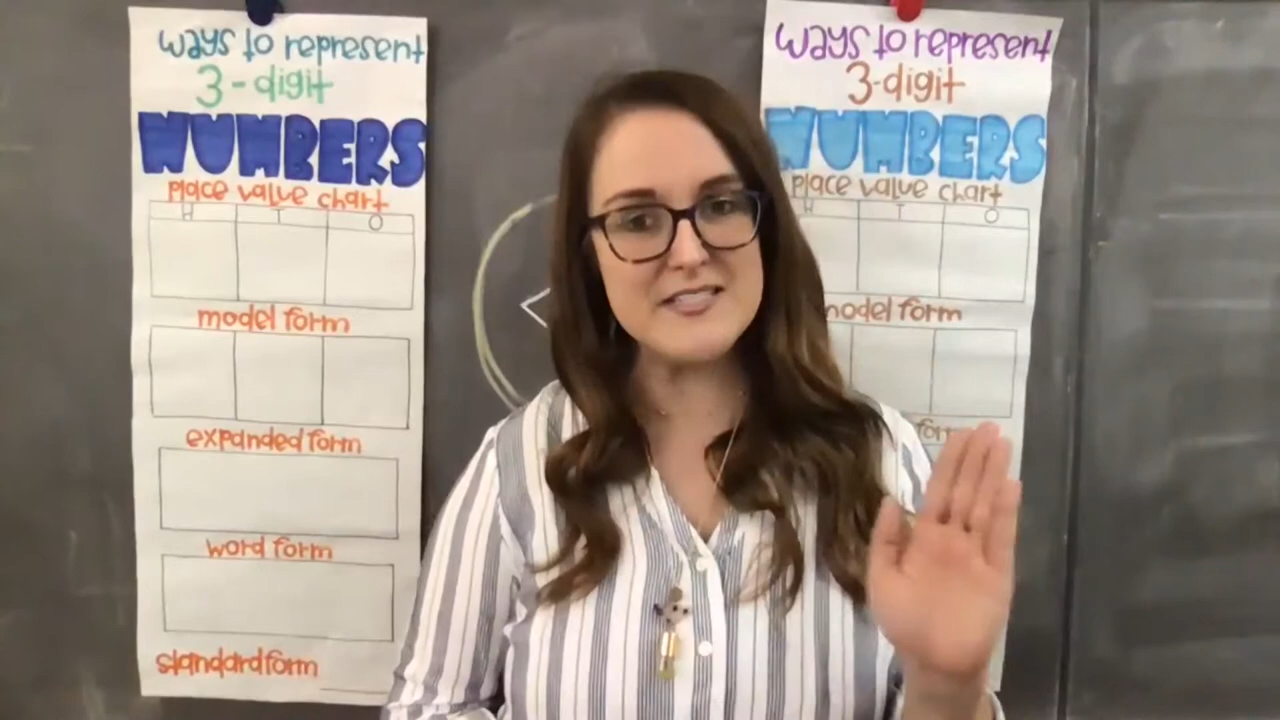 ways to represent
3-digit
NUMBERS
place value chart
H T O
model form
expanded form
word form
standard form
ways to represent
3-digit
NUMBERS
place value chart
H T O
model form
form